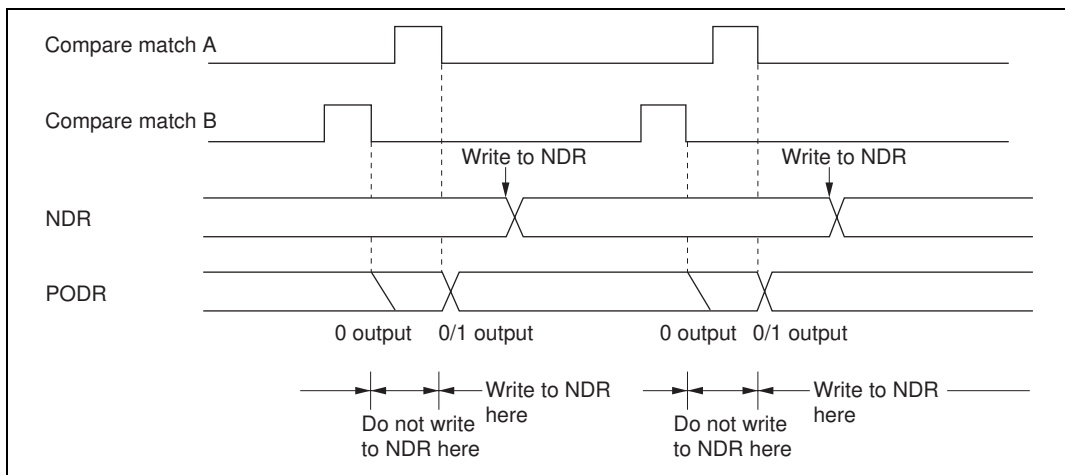 Compare match A
Compare match B
Write to NDR
Write to NDR
NDR
PODR
0 output
0/1 output
0 output
0/1 output
Write to NDR
here
Write to NDR
here
Do not write
to NDR here
Do not write
to NDR here